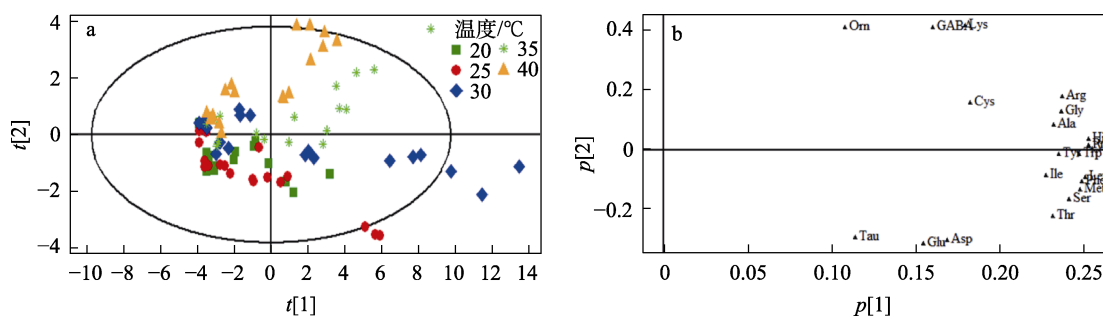 a
温度/℃
20
25
30
35
40
4
2
0
−2
−4
t[2]
−10 −8 −6 −4 −2 0 2 4 6 8 10 12 14
t[1]
b
0.4
0.2
0
−0.2
p[2]
0 0.05 0.10 0.15 0.20 0.25
p[1]
Orn
GABA
Lys
Cys
Arg
Gly
Ala
Ile
Ser
Thr
Tau
Glu
Asp